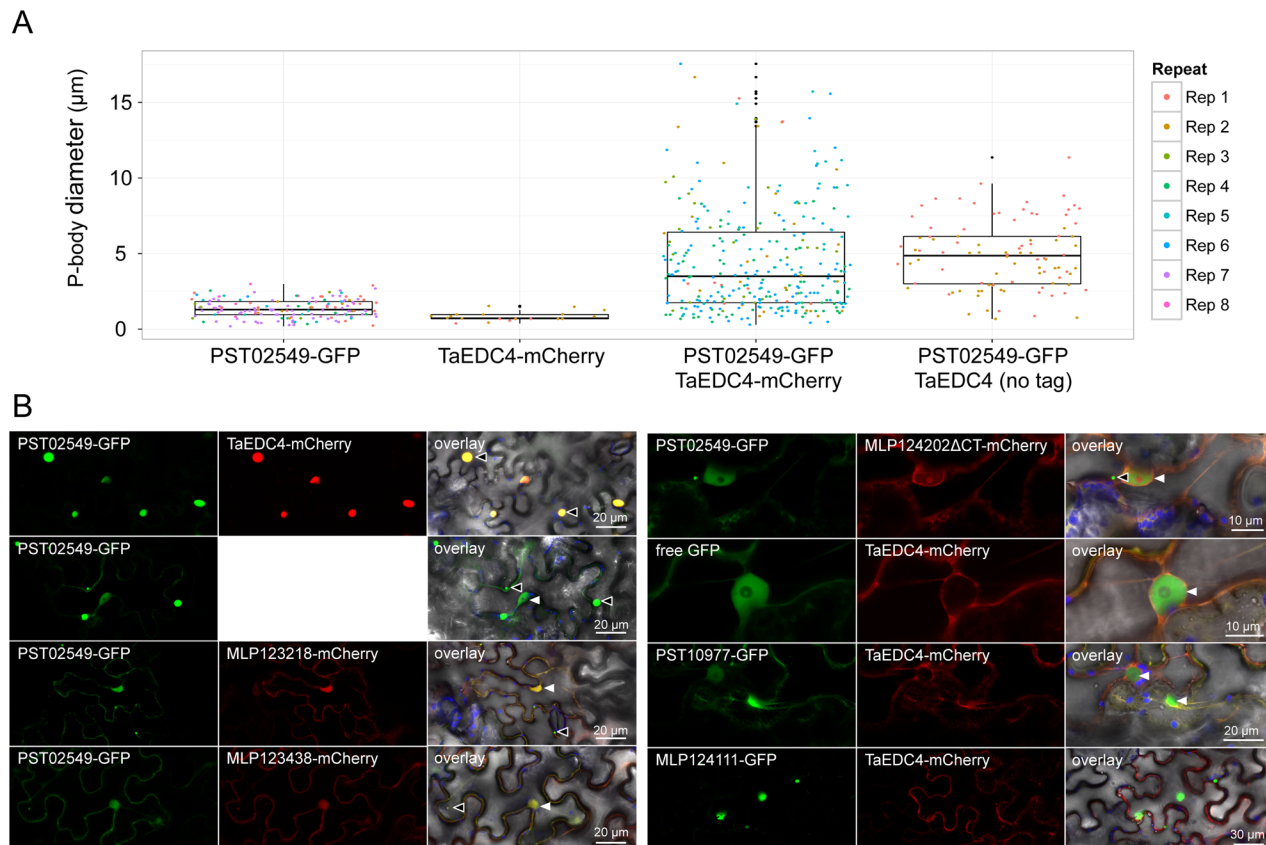 A
P-body diameter (µm)
15
10
5
0
PST02549-GFP
TaEDC4-mCherry
PST02549-GFP
TaEDC4-mCherry
PST02549-GFP
TaEDC4 (no tag)
Repeat
Rep 1
Rep 2
Rep 3
Rep 4
Rep 5
Rep 6
Rep 7
Rep 8
B
PST02549-GFP TaEDC4-mCherry overlay
20 µm
PST02549-GFP overlay
20 µm
PST02549-GFP MLP123218-mCherry overlay
20 µm
PST02549-GFP MLP123438-mCherry overlay
20 µm
PST02549-GFP MLP124202ΔCT-mCherry overlay
10 µm
free GFP TaEDC4-mCherry overlay
10 µm
PST10977-GFP TaEDC4-mCherry overlay
20 µm
MLP124111-GFP TaEDC4-mCherry overlay
30 µm